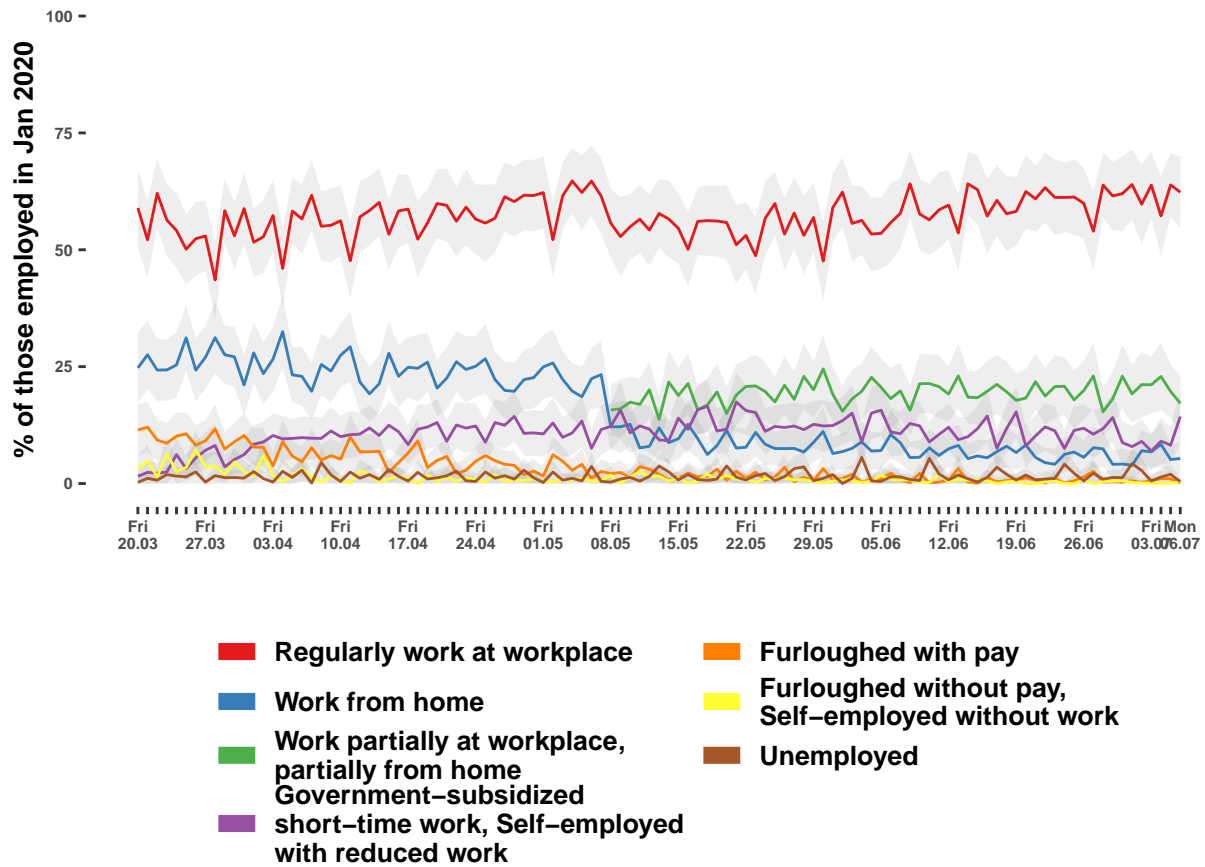 % of those employed in Jan 2020
100
75
50
25
0
Fri Fri Fri Fri Fri Fri Fri Fri Fri Fri Fri Fri Fri Fri Fri Fri Mon
20.03 27.03 03.04 10.04 17.04 24.04 01.05 08.05 15.05 22.05 29.05 05.06 12.06 19.06 26.06 03.07 06.07
Regularly work at workplace
Work from home
Work partially at workplace,
partially from home
Government−subsidized
short−time work, Self−employed
with reduced work
Furloughed with pay
Furloughed without pay,
Self−employed without work
Unemployed